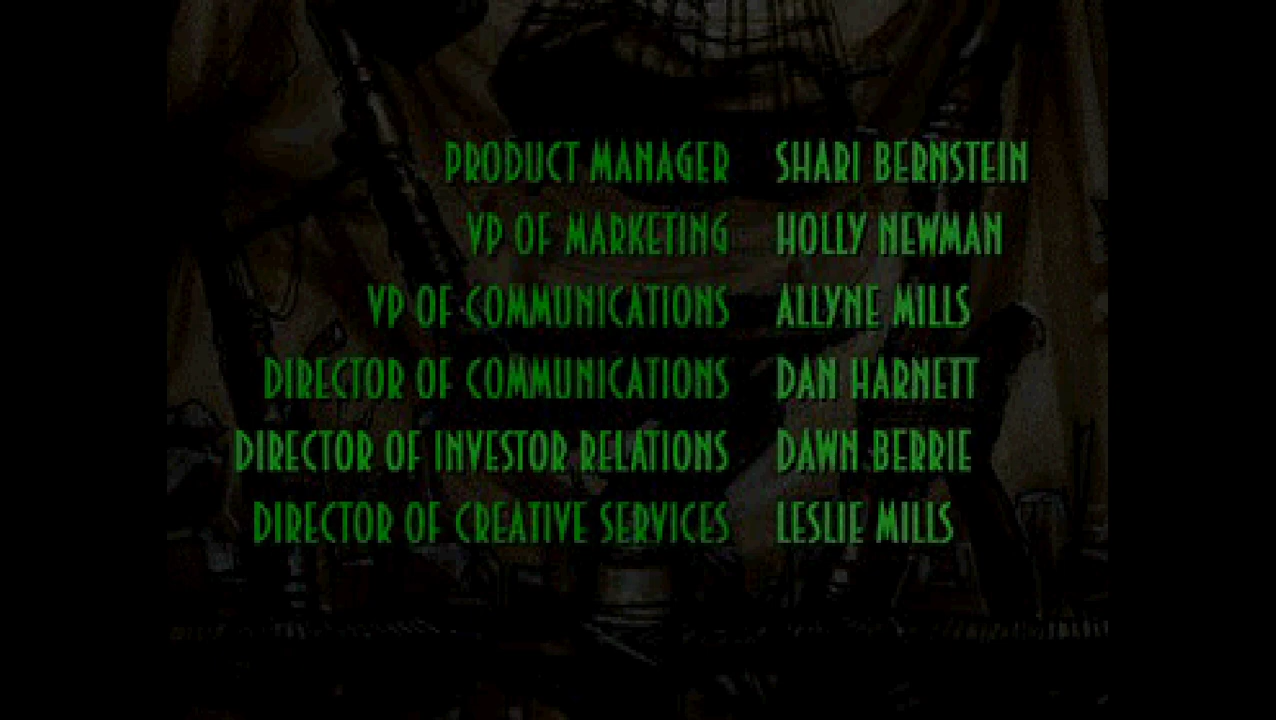 PRODUCT MANAGER SHARI BERNSTEIN
VP OF MARKETING HOLLY NEWMAN
VP OF COMMUNICATIONS ALLYNE MILLS
DIRECTOR OF COMMUNICATIONS DAN HARNETT
DIRECTOR OF INVESTOR RELATIONS DAWN BERRIE
DIRECTOR OF CREATIVE SERVICES LESLIE MILLS